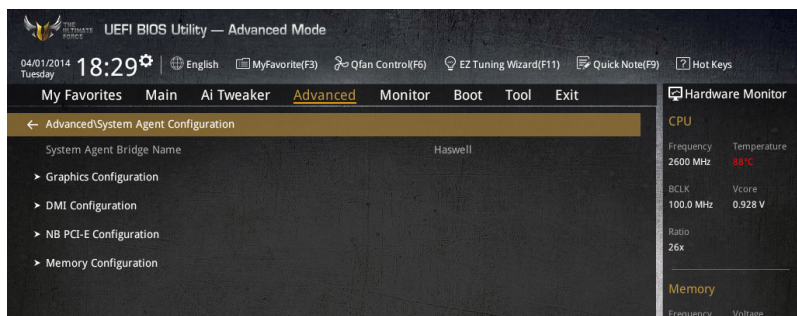 THE ULTIMATE FORCE UEFI BIOS Utility — Advanced Mode
04/01/2014 Tuesday 18:29 English MyFavorite(F3) Qfan Control(F6) EZ Tuning Wizard(F11) Quick Note(F9) ? Hot Keys
My Favorites Main Ai Tweaker Advanced Monitor Boot Tool Exit
← Advanced\System Agent Configuration
System Agent Bridge Name Haswell
> Graphics Configuration
> DMI Configuration
> NB PCI-E Configuration
> Memory Configuration
Hardware Monitor
CPU
Frequency Temperature
2600 MHz 88°C
BCLK Vcore
100.0 MHz 0.928 V
Ratio
26x
Memory
Frequency Voltage